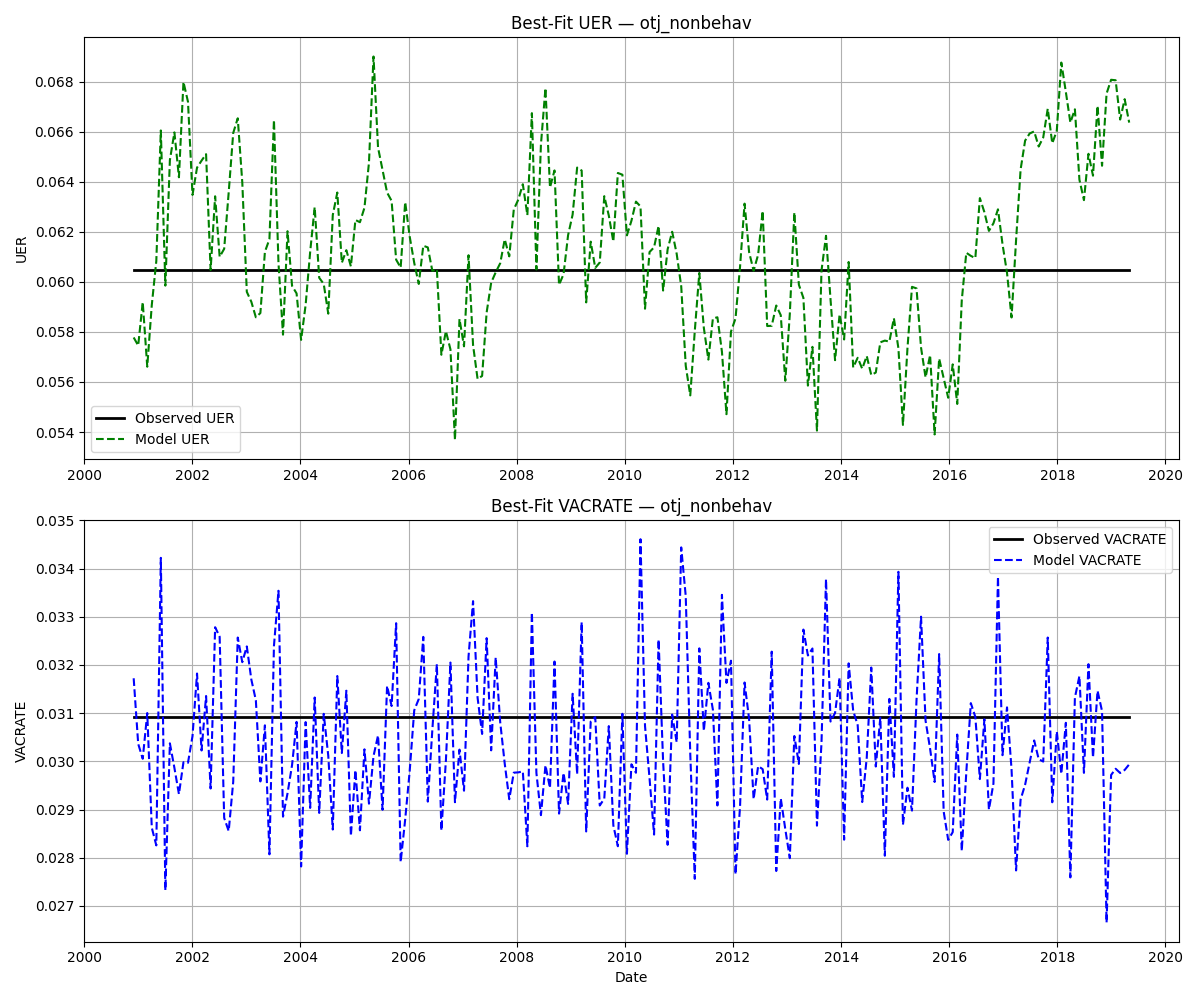 Best-Fit UER — otj_nonbehav
UER
0.068
0.066
0.064
0.062
0.060
0.058
0.056
0.054
Observed UER
Model UER
2000 2002 2004 2006 2008 2010 2012 2014 2016 2018 2020
Best-Fit VACRATE — otj_nonbehav
VACRATE
0.035
0.034
0.033
0.032
0.031
0.030
0.029
0.028
0.027
Observed VACRATE
Model VACRATE
2000 2002 2004 2006 2008 2010 2012 2014 2016 2018 2020
Date